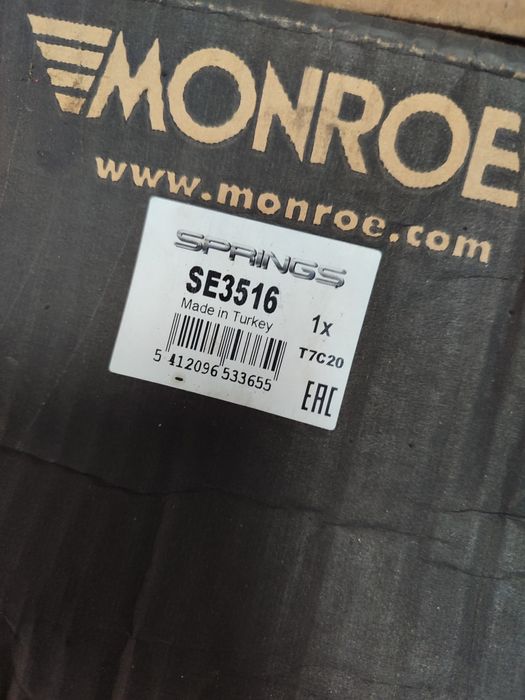 MONROE
www.monroe.com
SPRINGS
SE3516
Made in Turkey
1x
T7C20
5 412096 533655
EAC